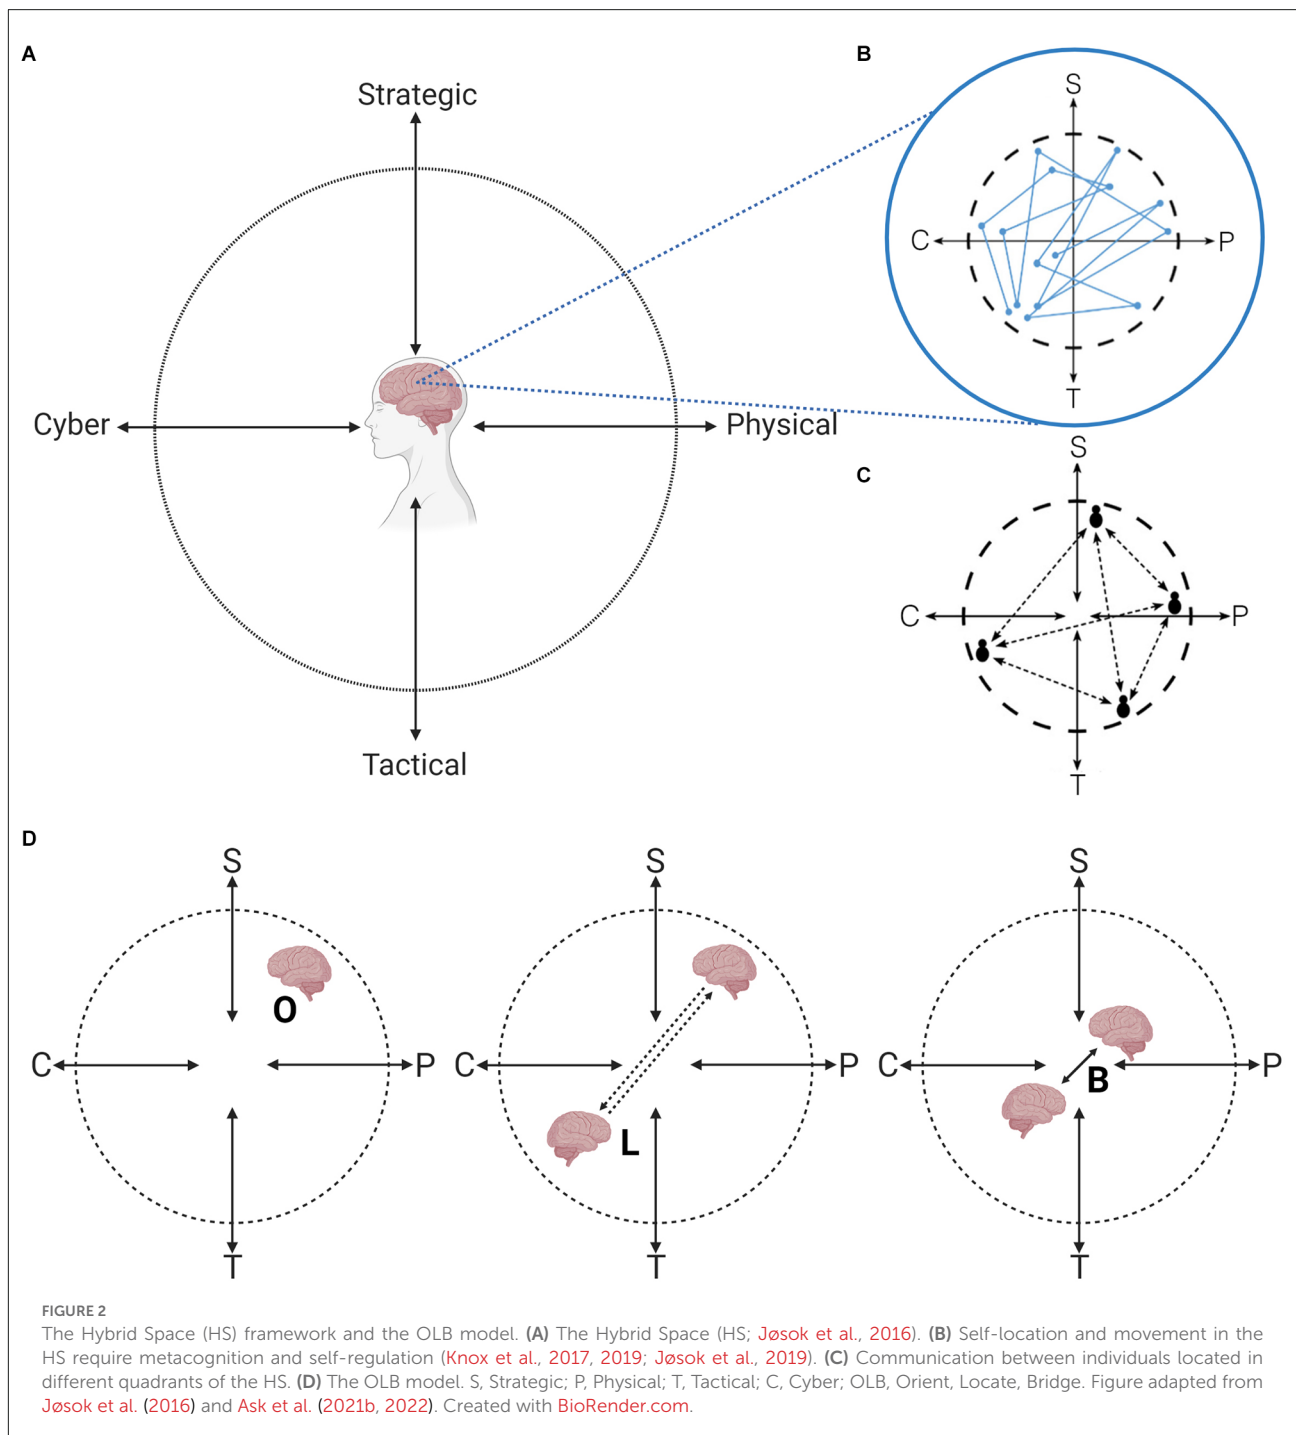 A
Strategic
Cyber
Physical
Tactical
B
S
C
P
T
C
S
C
P
T
D
S
C
P
T
O
S
C
P
T
L
S
C
P
T
B
FIGURE 2
The Hybrid Space (HS) framework and the OLB model. (A) The Hybrid Space (HS; Jøsok et al., 2016). (B) Self-location and movement in the
HS require metacognition and self-regulation (Knox et al., 2017, 2019; Jøsok et al., 2019). (C) Communication between individuals located in
different quadrants of the HS. (D) The OLB model. S, Strategic; P, Physical; T, Tactical; C, Cyber; OLB, Orient, Locate, Bridge. Figure adapted from
Jøsok et al. (2016) and Ask et al. (2021b, 2022). Created with BioRender.com.